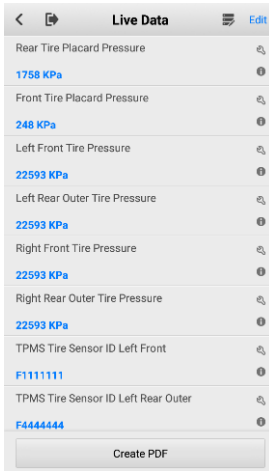 Live Data
Edit
Rear Tire Placard Pressure
1758 KPa
Front Tire Placard Pressure
248 KPa
Left Front Tire Pressure
22593 KPa
Left Rear Outer Tire Pressure
22593 KPa
Right Front Tire Pressure
22593 KPa
Right Rear Outer Tire Pressure
22593 KPa
TPMS Tire Sensor ID Left Front
F1111111
TPMS Tire Sensor ID Left Rear Outer
F4444444
Create PDF